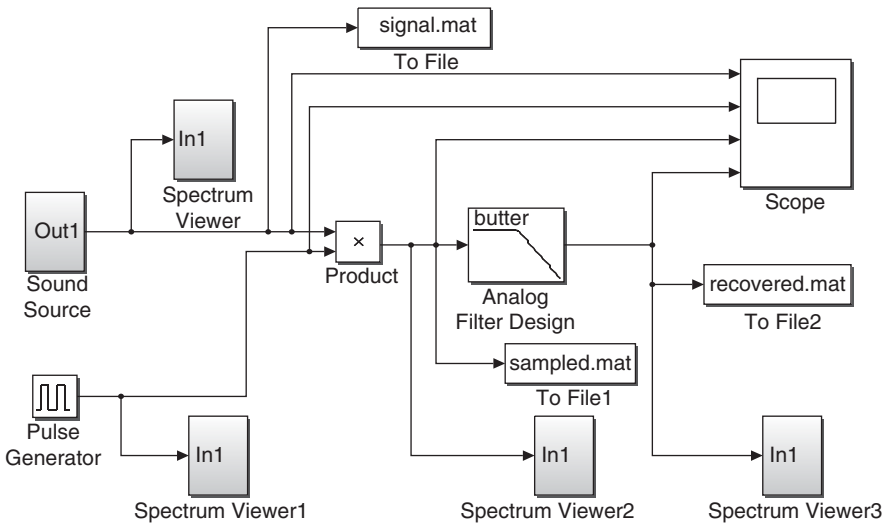 signal.mat
To File
In1
Spectrum
Viewer
Scope
Out1
Sound
Source
×
Product
butter
Analog
Filter Design
recovered.mat
To File2
sampled.mat
To File1
Pulse
Generator
In1
Spectrum Viewer1
In1
Spectrum Viewer2
In1
Spectrum Viewer3